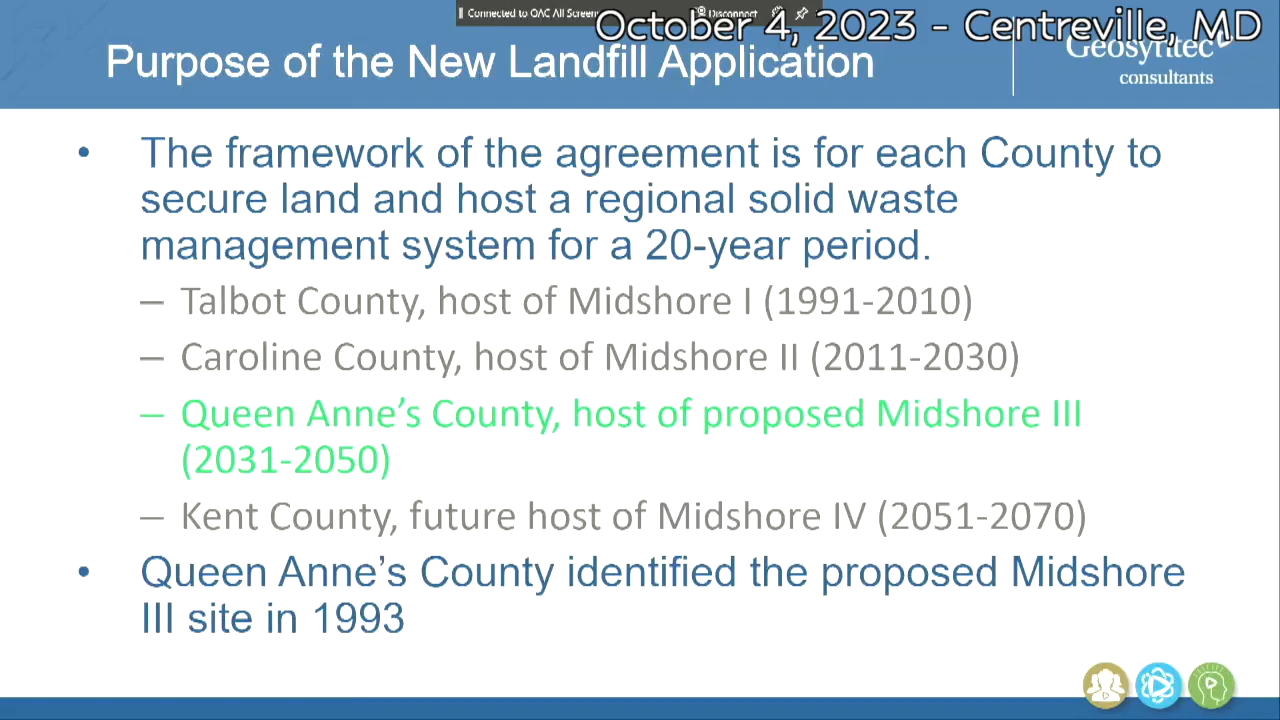 Connected to QAC All Screens
Disconnect
October 4, 2023 - Centreville, MD
Purpose of the New Landfill Application
Geosyntec
consultants
• The framework of the agreement is for each County to
secure land and host a regional solid waste
management system for a 20-year period.
– Talbot County, host of Midshore I (1991-2010)
– Caroline County, host of Midshore II (2011-2030)
– Queen Anne’s County, host of proposed Midshore III
(2031-2050)
– Kent County, future host of Midshore IV (2051-2070)
• Queen Anne’s County identified the proposed Midshore
III site in 1993